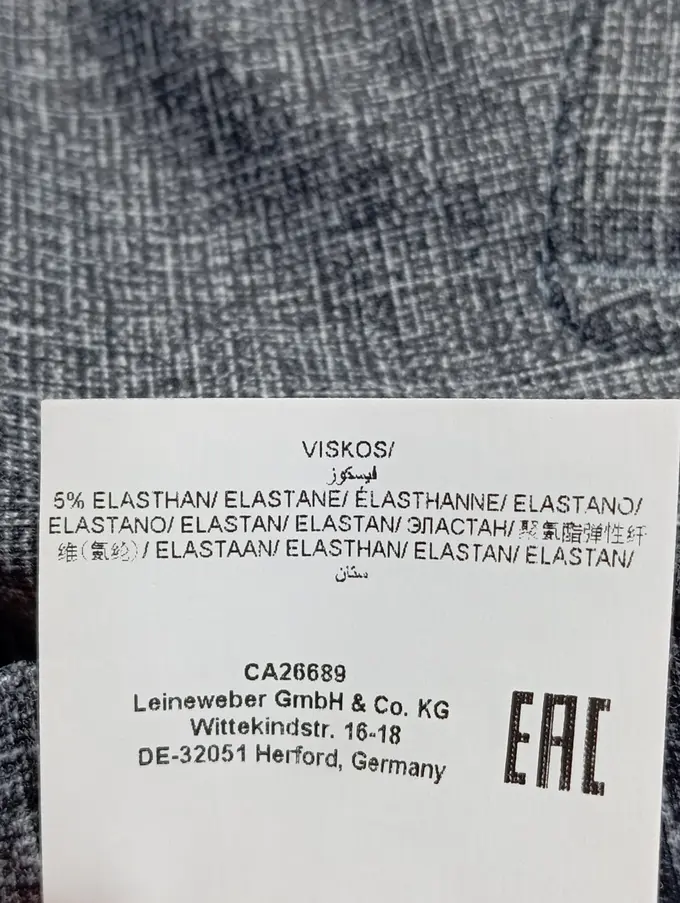 VISKOS/
فيسكوز
5% ELASTHAN/ ELASTANE/ ÉLASTHANNE/ ELASTANO/
ELASTANO/ ELASTAN/ ELASTAN/ ЭЛАСТАН/ 聚氨酯弹性纤
维(氨纶)/ ELASTAAN/ ELASTHAN/ ELASTAN/ ELASTAN/
ستان
CA26689
Leineweber GmbH & Co. KG
Wittekindstr. 16-18
DE-32051 Herford, Germany
EAC